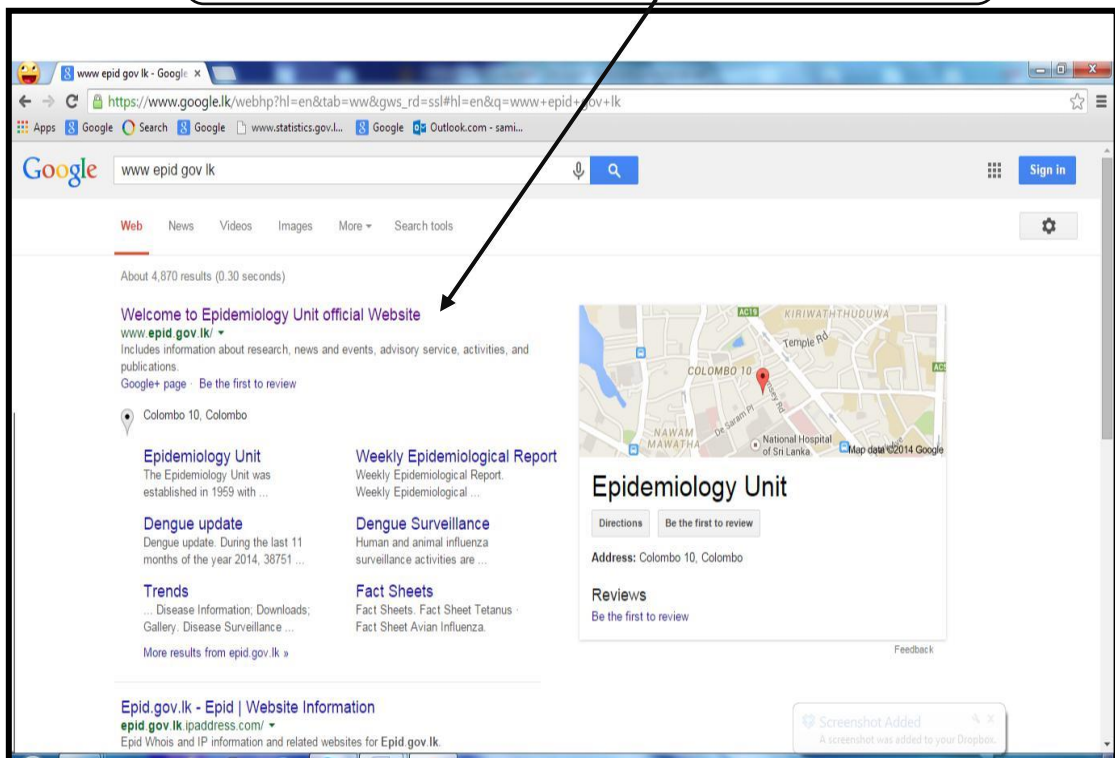 www epid gov lk - Google
https://www.google.lk/webhp?hl=en&tab=ww&gws_rd=ssl#hl=en&q=www+epid+gov+lk
Apps Google Search Google www.statistics.gov.l... Google Outlook.com - sami...
Google www epid gov lk Sign in
Web News Videos Images More Search tools
About 4,870 results (0.30 seconds)
Welcome to Epidemiology Unit official Website
www.epid.gov.lk/
Includes information about research, news and events, advisory service, activities, and
publications.
Google+ page · Be the first to review
Colombo 10, Colombo
Epidemiology Unit
The Epidemiology Unit was
established in 1959 with ...
Weekly Epidemiological Report
Weekly Epidemiological Report.
Weekly Epidemiological ...
Dengue update
Dengue update. During the last 11
months of the year 2014, 38751 ...
Dengue Surveillance
Human and animal influenza
surveillance activities are ...
Trends
... Disease Information; Downloads;
Gallery. Disease Surveillance ...
Fact Sheets
Fact Sheets. Fact Sheet Tetanus ·
Fact Sheet Avian Influenza.
More results from epid.gov.lk »
Epid.gov.lk - Epid | Website Information
epid.gov.lk.ipaddress.com/
Epid Whois and IP information and related websites for Epid.gov.lk.
AC19
KIRIWATHTHUDUWA
Temple Rd
COLOMBO 10
De Saram Pl
NAWAM
MAWATHA
National Hospital
of Sri Lanka
Map data ©2014 Google
Epidemiology Unit
Directions Be the first to review
Address: Colombo 10, Colombo
Reviews
Be the first to review
Feedback
Screenshot Added
A screenshot was added to your Dropbox.